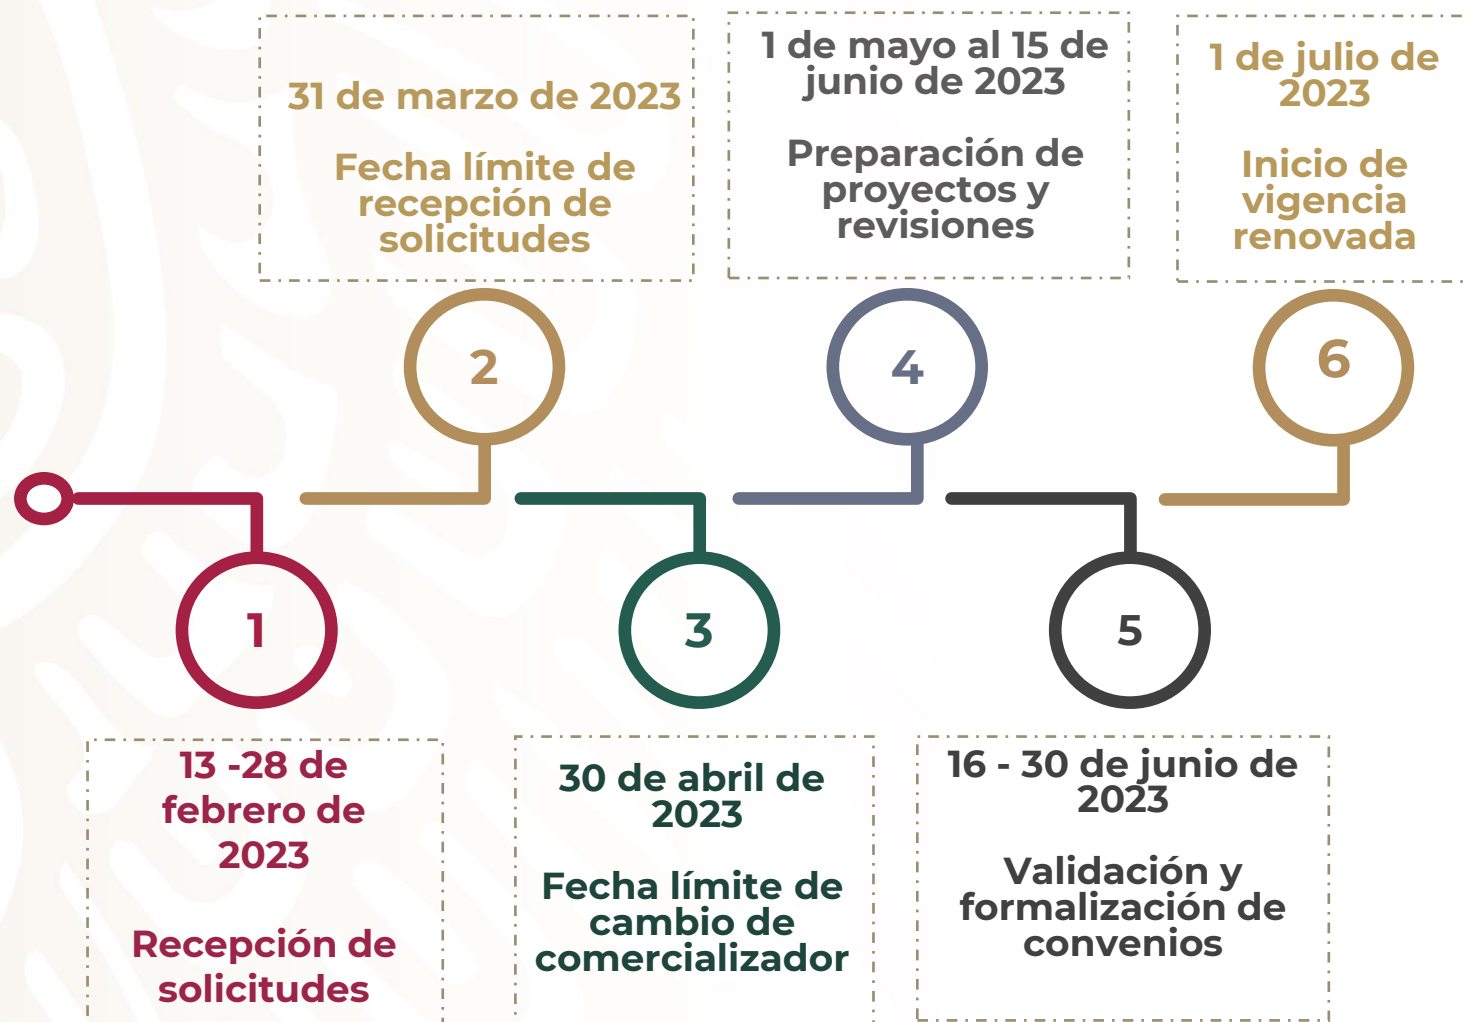 31 de marzo de 2023
Fecha límite de
recepción de
solicitudes
1 de mayo al 15 de
junio de 2023
Preparación de
proyectos y
revisiones
1 de julio de
2023
Inicio de
vigencia
renovada
2
4
6
1
3
5
13 -28 de
febrero de
2023
Recepción de
solicitudes
30 de abril de
2023
Fecha límite de
cambio de
comercializador
16 - 30 de junio de
2023
Validación y
formalización de
convenios